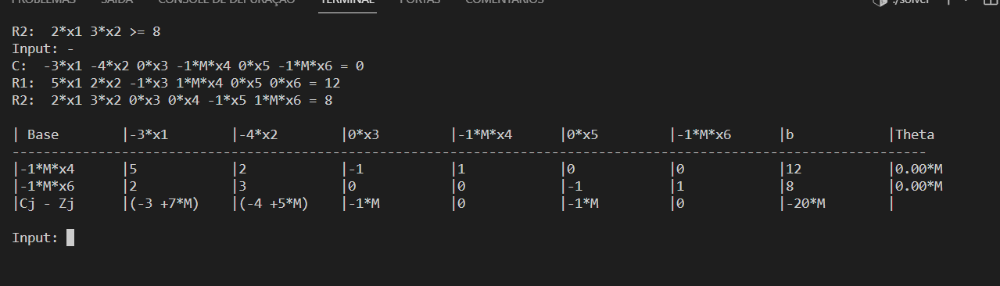 PROBLEMAS SAÍDA CONSOLE DE DEPURAÇÃO TERMINAL PORTAS COMENTÁRIOS ./solver
R2:  2*x1 3*x2 >= 8
Input: -
C:  -3*x1 -4*x2 0*x3 -1*M*x4 0*x5 -1*M*x6 = 0
R1:  5*x1 2*x2 -1*x3 1*M*x4 0*x5 0*x6 = 12
R2:  2*x1 3*x2 0*x3 0*x4 -1*x5 1*M*x6 = 8
| Base |-3*x1 |-4*x2 |0*x3 |-1*M*x4 |0*x5 |-1*M*x6 |b |Theta
---------------------------------------------------------------------------------------------------------------------
|-1*M*x4 |5 |2 |-1 |1 |0 |0 |12 |0.00*M
|-1*M*x6 |2 |3 |0 |0 |-1 |1 |8 |0.00*M
|Cj - Zj |(-3 +7*M) |(-4 +5*M) |-1*M |0 |-1*M |0 |-20*M |
Input: